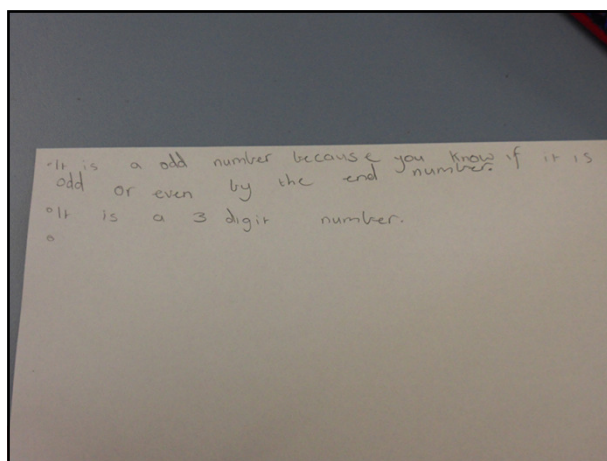 •It is a odd number because you know if it is
odd or even by the end number.
•It is a 3 digit number.
•